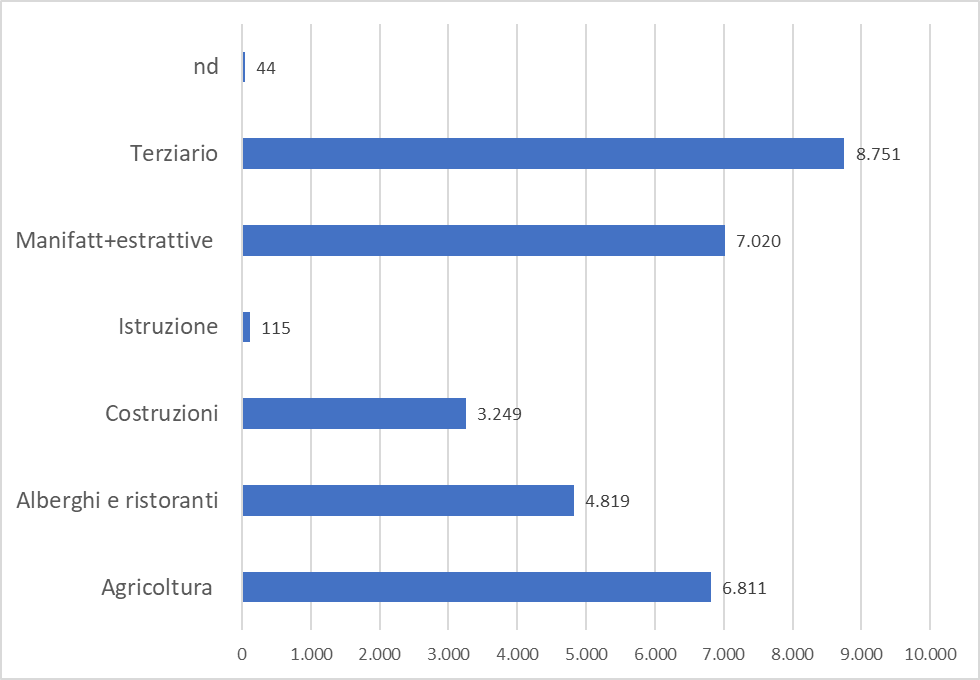 nd 44
Terziario 8.751
Manifatt+estrattive 7.020
Istruzione 115
Costruzioni 3.249
Alberghi e ristoranti 4.819
Agricoltura 6.811
0 1.000 2.000 3.000 4.000 5.000 6.000 7.000 8.000 9.000 10.000